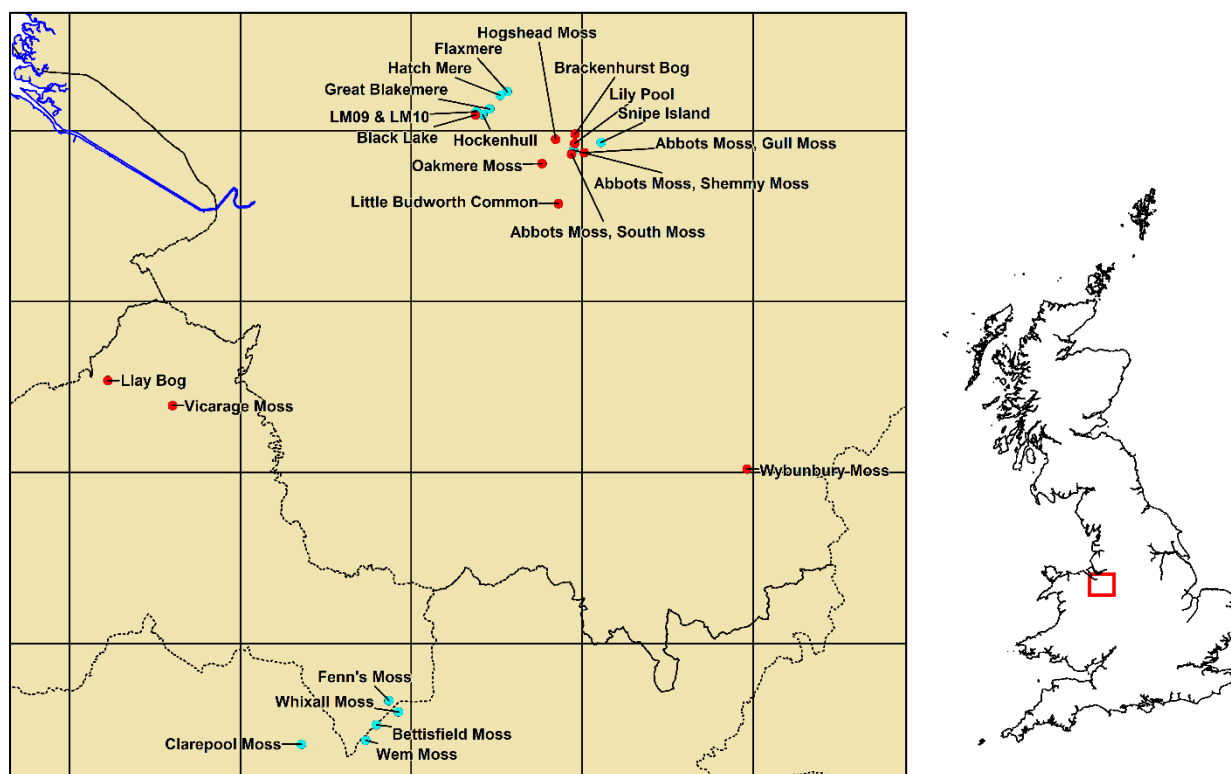 Hogshead Moss
Flaxmere
Brackenhurst Bog
Hatch Mere
Lily Pool
Great Blakemere
Snipe Island
LM09 & LM10
Black Lake
Hockenhull
Abbots Moss, Gull Moss
Oakmere Moss
Abbots Moss, Shemmy Moss
Little Budworth Common
Abbots Moss, South Moss
Llay Bog
Vicarage Moss
Wybunbury Moss
Fenn's Moss
Whixall Moss
Bettisfield Moss
Clarepool Moss
Wem Moss